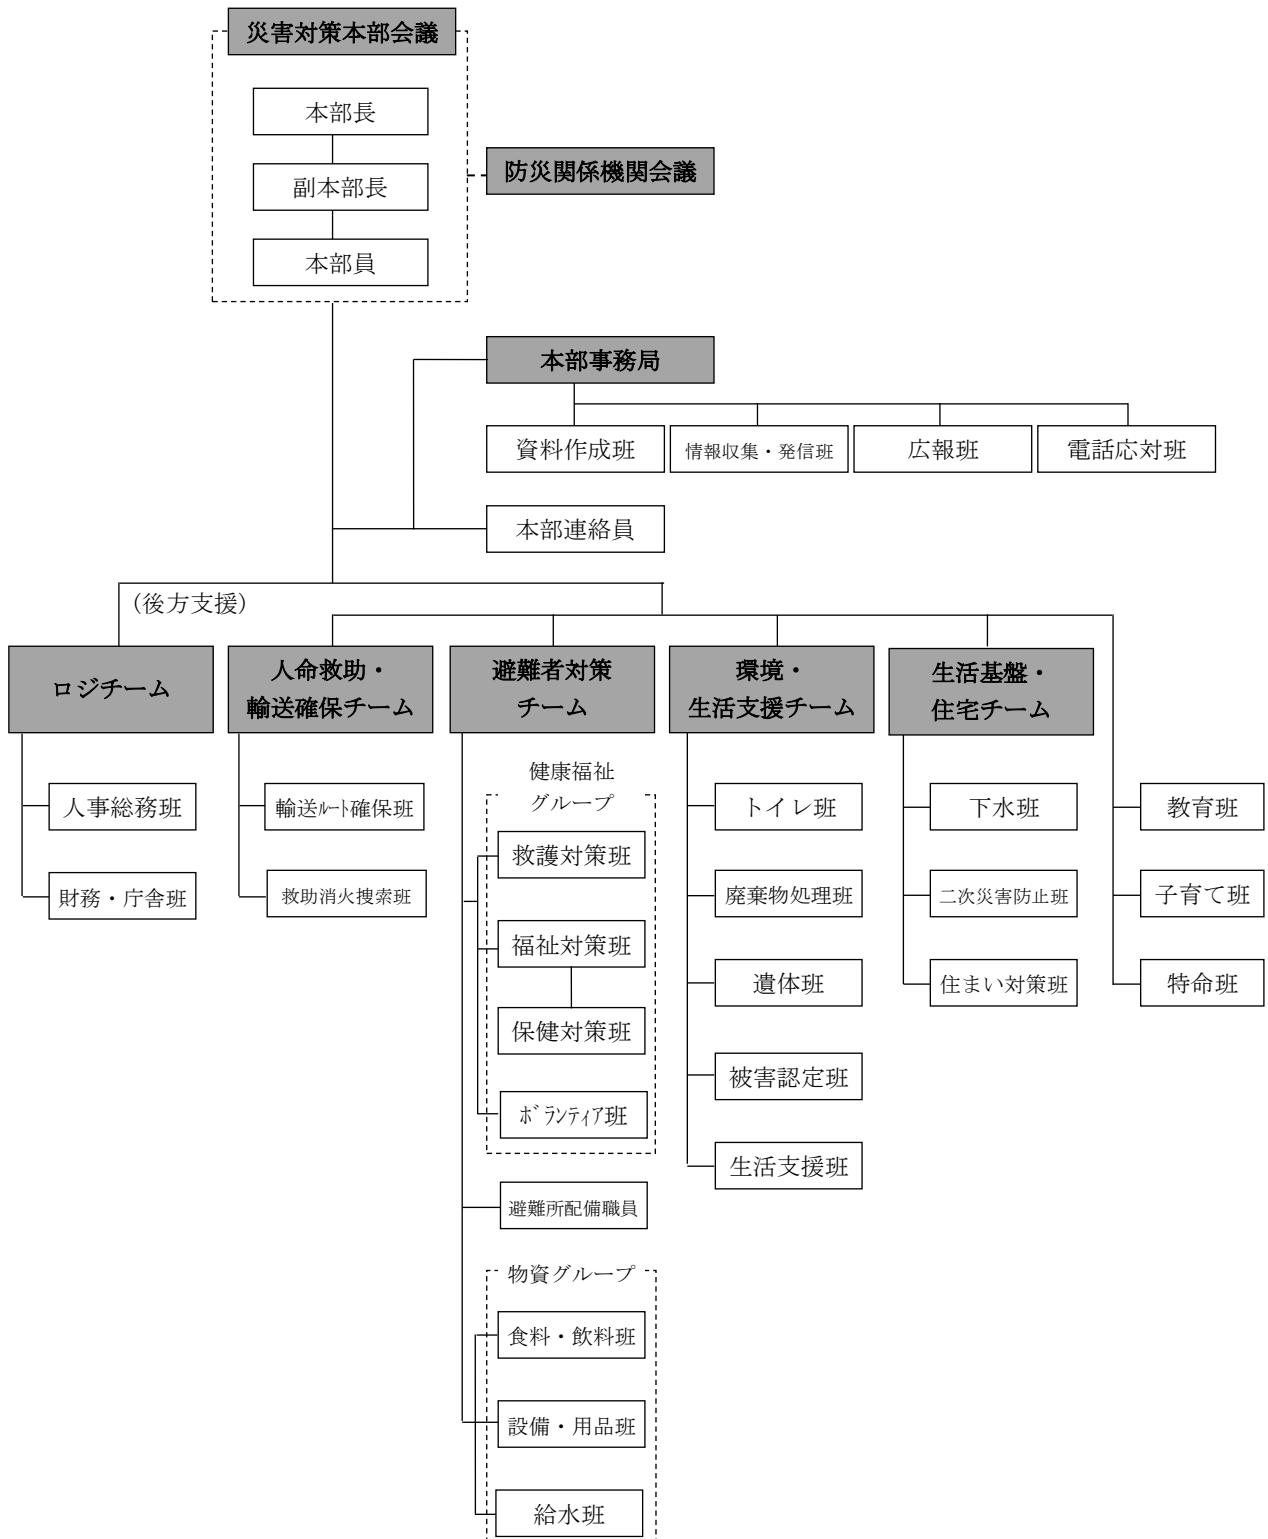 災害対策本部会議
本部長
副本部長
本部員
防災関係機関会議
本部事務局
資料作成班
情報収集・発信班
広報班
電話応対班
本部連絡員
(後方支援)
ロジチーム
人事総務班
財務・庁舎班
人命救助・
輸送確保チーム
輸送ﾙｰﾄ確保班
救助消火捜索班
避難者対策
チーム
健康福祉
グループ
救護対策班
福祉対策班
保健対策班
ﾎﾞﾗﾝﾃｨｱ班
避難所配備職員
物資グループ
食料・飲料班
設備・用品班
給水班
環境・
生活支援チーム
トイレ班
廃棄物処理班
遺体班
被害認定班
生活支援班
生活基盤・
住宅チーム
下水班
二次災害防止班
住まい対策班
教育班
子育て班
特命班